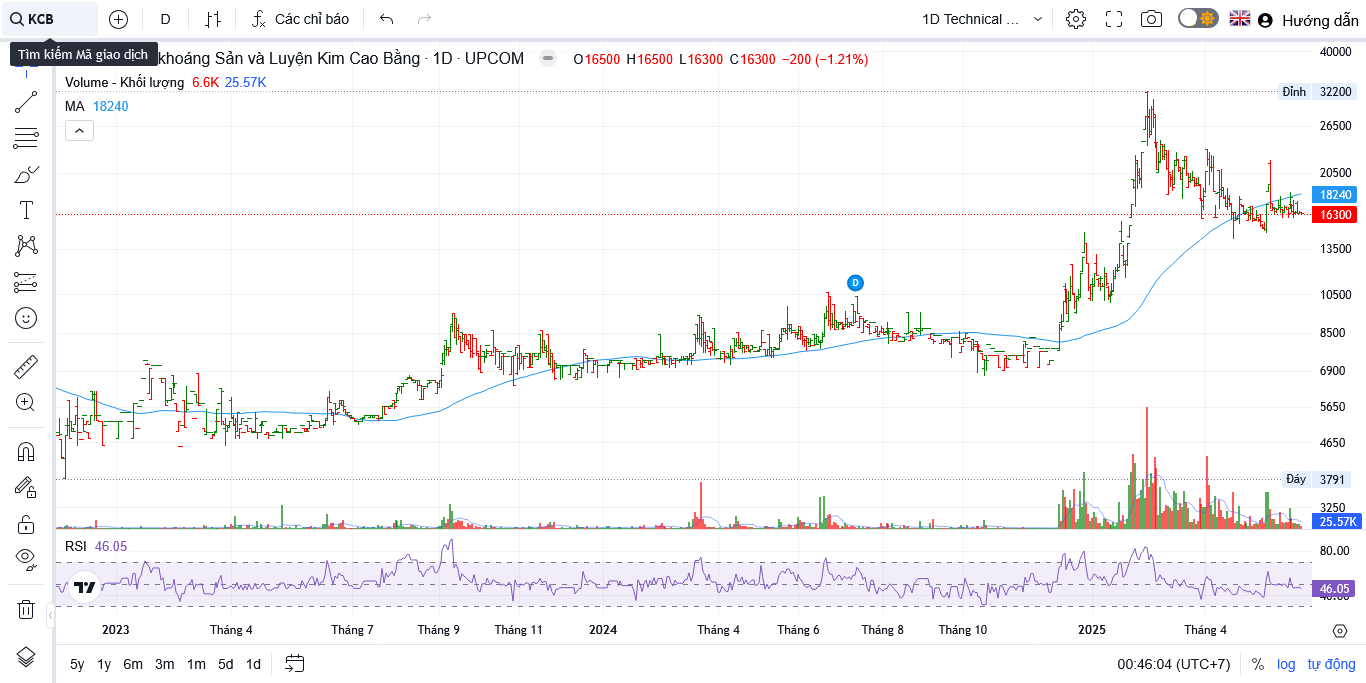 KCB D Các chỉ báo 1D Technical ... Hướng dẫn
Tìm kiếm Mã giao dịch
khoáng Sản và Luyện Kim Cao Bằng · 1D · UPCOM O16500 H16500 L16300 C16300 −200 (−1.21%)
Volume - Khối lượng 6.6K 25.57K
MA 18240
40000
Đỉnh 32200
26500
20500
18240
16300
13500
D
10500
8500
6900
5650
4650
Đáy 3791
3250
25.57K
RSI 46.05
80.00
46.05
40.00
2023 Tháng 4 Tháng 7 Tháng 9 Tháng 11 2024 Tháng 4 Tháng 6 Tháng 8 Tháng 10 2025 Tháng 4
5y 1y 6m 3m 1m 5d 1d 00:46:04 (UTC+7) % log tự động